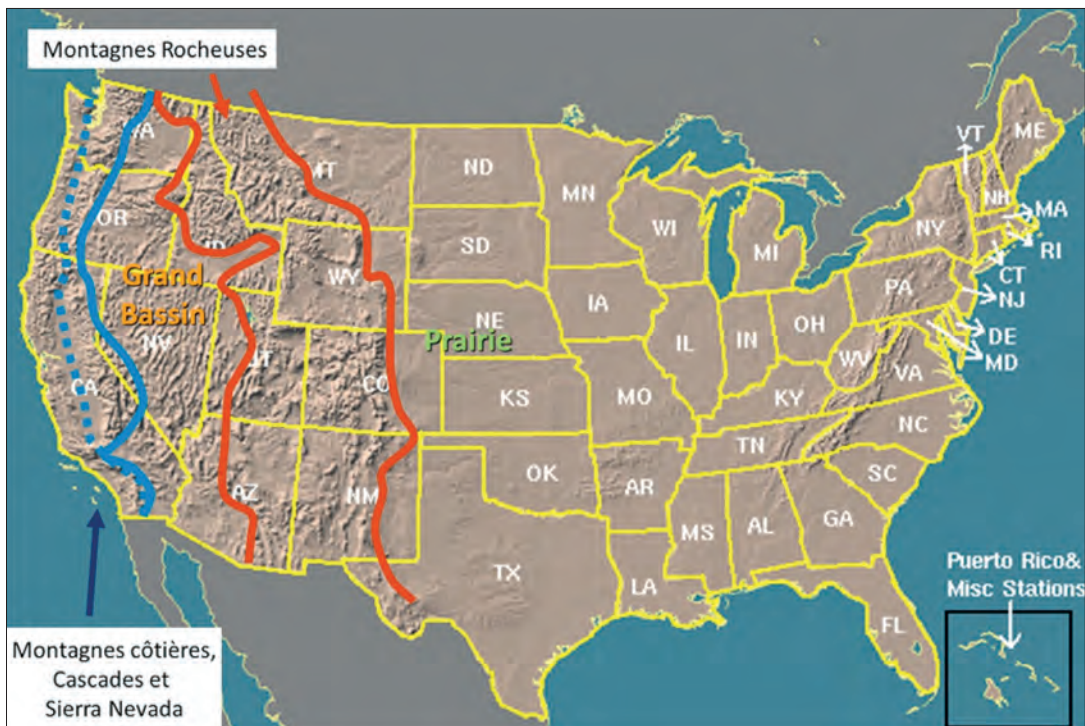 Montagnes Rocheuses
WA
MT
ND
MN
VT
ME
OR
ID
SD
WI
MI
NY
NH
MA
RI
CT
NJ
Grand
Bassin
WY
NE
Prairie
IA
PA
DE
MD
NV
UT
CO
IL
IN
OH
WV
VA
CA
KS
MO
KY
NC
TN
AZ
NM
OK
AR
SC
MS
AL
GA
TX
LA
FL
Puerto Rico&
Misc Stations
Montagnes côtières,
Cascades et
Sierra Nevada